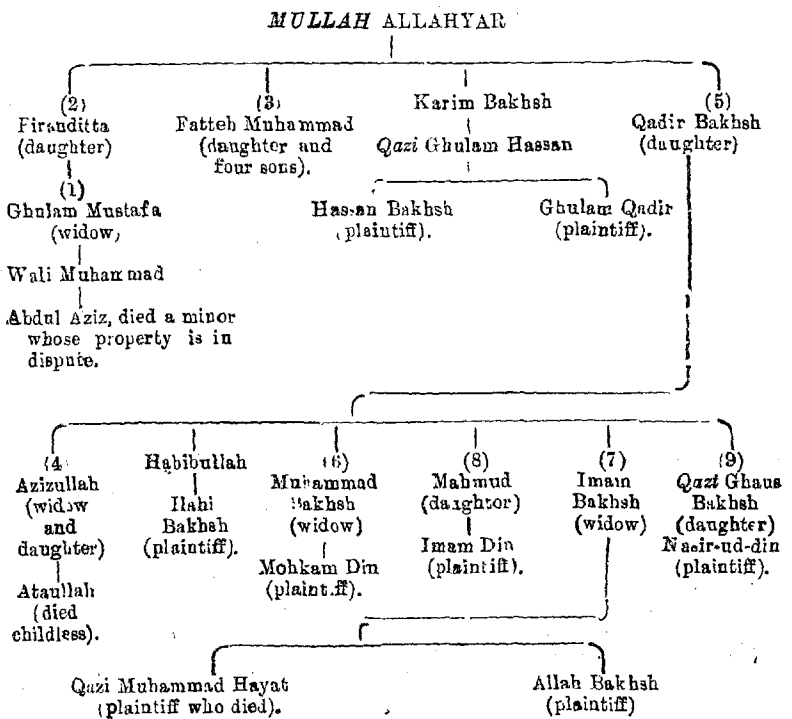 MULLAH ALLAHYAR
(2)
Firanditta
(daughter)
(3)
Fatteh Muhammad
(daughter and
four sons).
Karim Bakhsh
Qazi Ghulam Hassan
(5)
Qadir Bakhsh
(daughter)
(1)
Ghulam Mustafa
(widow)
Wali Muhammad
Abdul Aziz, died a minor
whose property is in
dispute.
Hassan Bakhsh
(plaintiff).
Ghulam Qadir
(plaintiff).
(4)
Azizullah
(widow
and
daughter)
Ataullah
(died
childless).
Habibullah
Ilahi
Bakhsh
(plaintiff).
(6)
Muhammad
Bakhsh
(widow)
Mohkam Din
(plaintiff).
(8)
Mahmud
(daughter)
Imam Din
(plaintiff).
(7)
Imam
Bakhsh
(widow)
(9)
Qazi Ghaus
Bakhsh
(daughter)
Nasir-ud-din
(plaintiff).
Qazi Muhammad Hayat
(plaintiff who died).
Allah Bakhsh
(plaintiff)